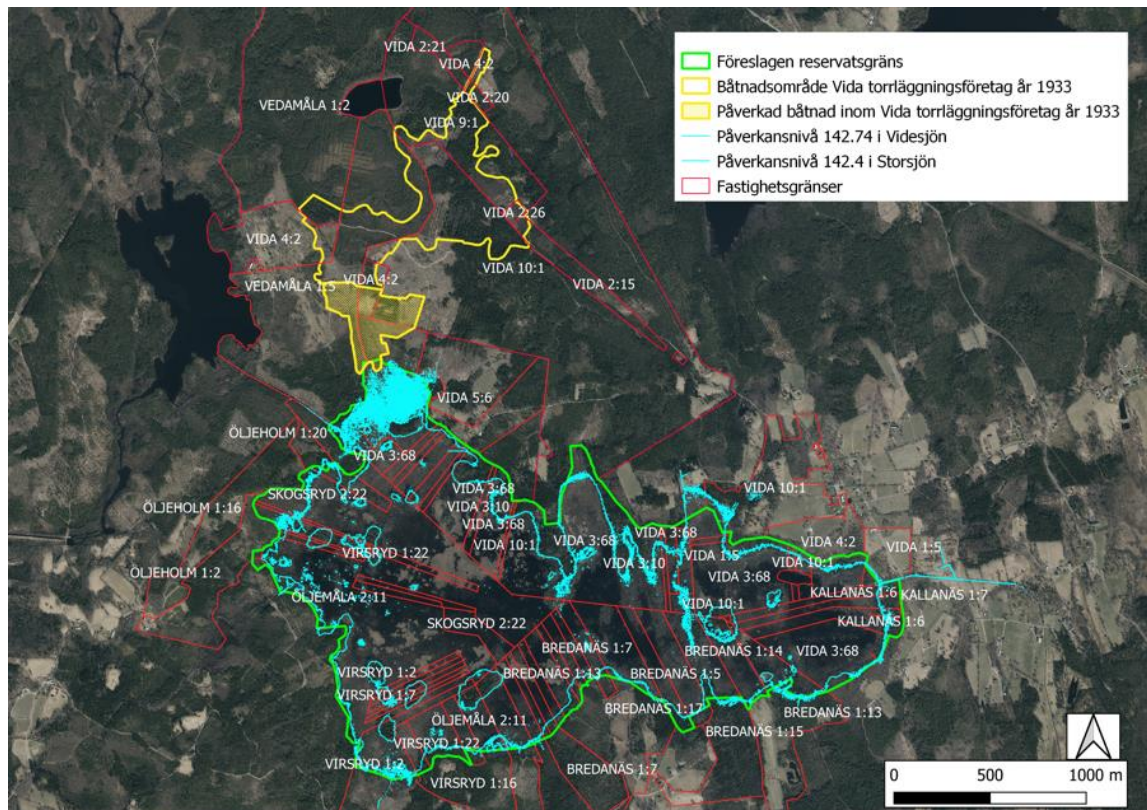 VIDA 2:21
VIDA 4:2
VEDAMÅLA 1:2
VIDA 2:20
VIDA 9:1
Föreslagen reservatsgräns
Båtnadsområde Vida torrläggningföretag år 1933
Påverkad båtnad inom Vida torrläggningsföretag år 1933
Påverkansnivå 142.74 i Videsjön
Påverkansnivå 142.4 i Storsjön
Fastighetsgränser
VIDA 2:26
VIDA 4:2
VIDA 10:1
VIDA 4:2
VEDAMÅLA 1:5
VIDA 2:15
VIDA 5:6
ÖLJEHOLM 1:20
VIDA 3:68
VIDA 3:68
VIDA 10:1
SKOGSRYD 2:22
ÖLJEHOLM 1:16
VIDA 3:10
VIDA 3:68
VIDA 3:68
VIDA 10:1
VIDA 3:68
VIDA 4:2
VIRSRYD 1:22
VIDA 1:5
VIDA 1:5
VIDA 3:10
VIDA 10:1
ÖLJEHOLM 1:2
VIDA 3:68
ÖLJEMÅLA 2:11
KALLANÄS 1:6
KALLANÄS 1:7
VIDA 10:1
SKOGSRYD 2:22
KALLANÄS 1:6
BREDANÄS 1:7
BREDANÄS 1:14
VIDA 3:68
VIRSRYD 1:2
BREDANÄS 1:13
BREDANÄS 1:5
VIRSRYD 1:7
BREDANÄS 1:17
BREDANÄS 1:13
ÖLJEMÅLA 2:11
BREDANÄS 1:15
VIRSRYD 1:22
VIRSRYD 1:2
BREDANÄS 1:7
VIRSRYD 1:16
0 500 1000 m